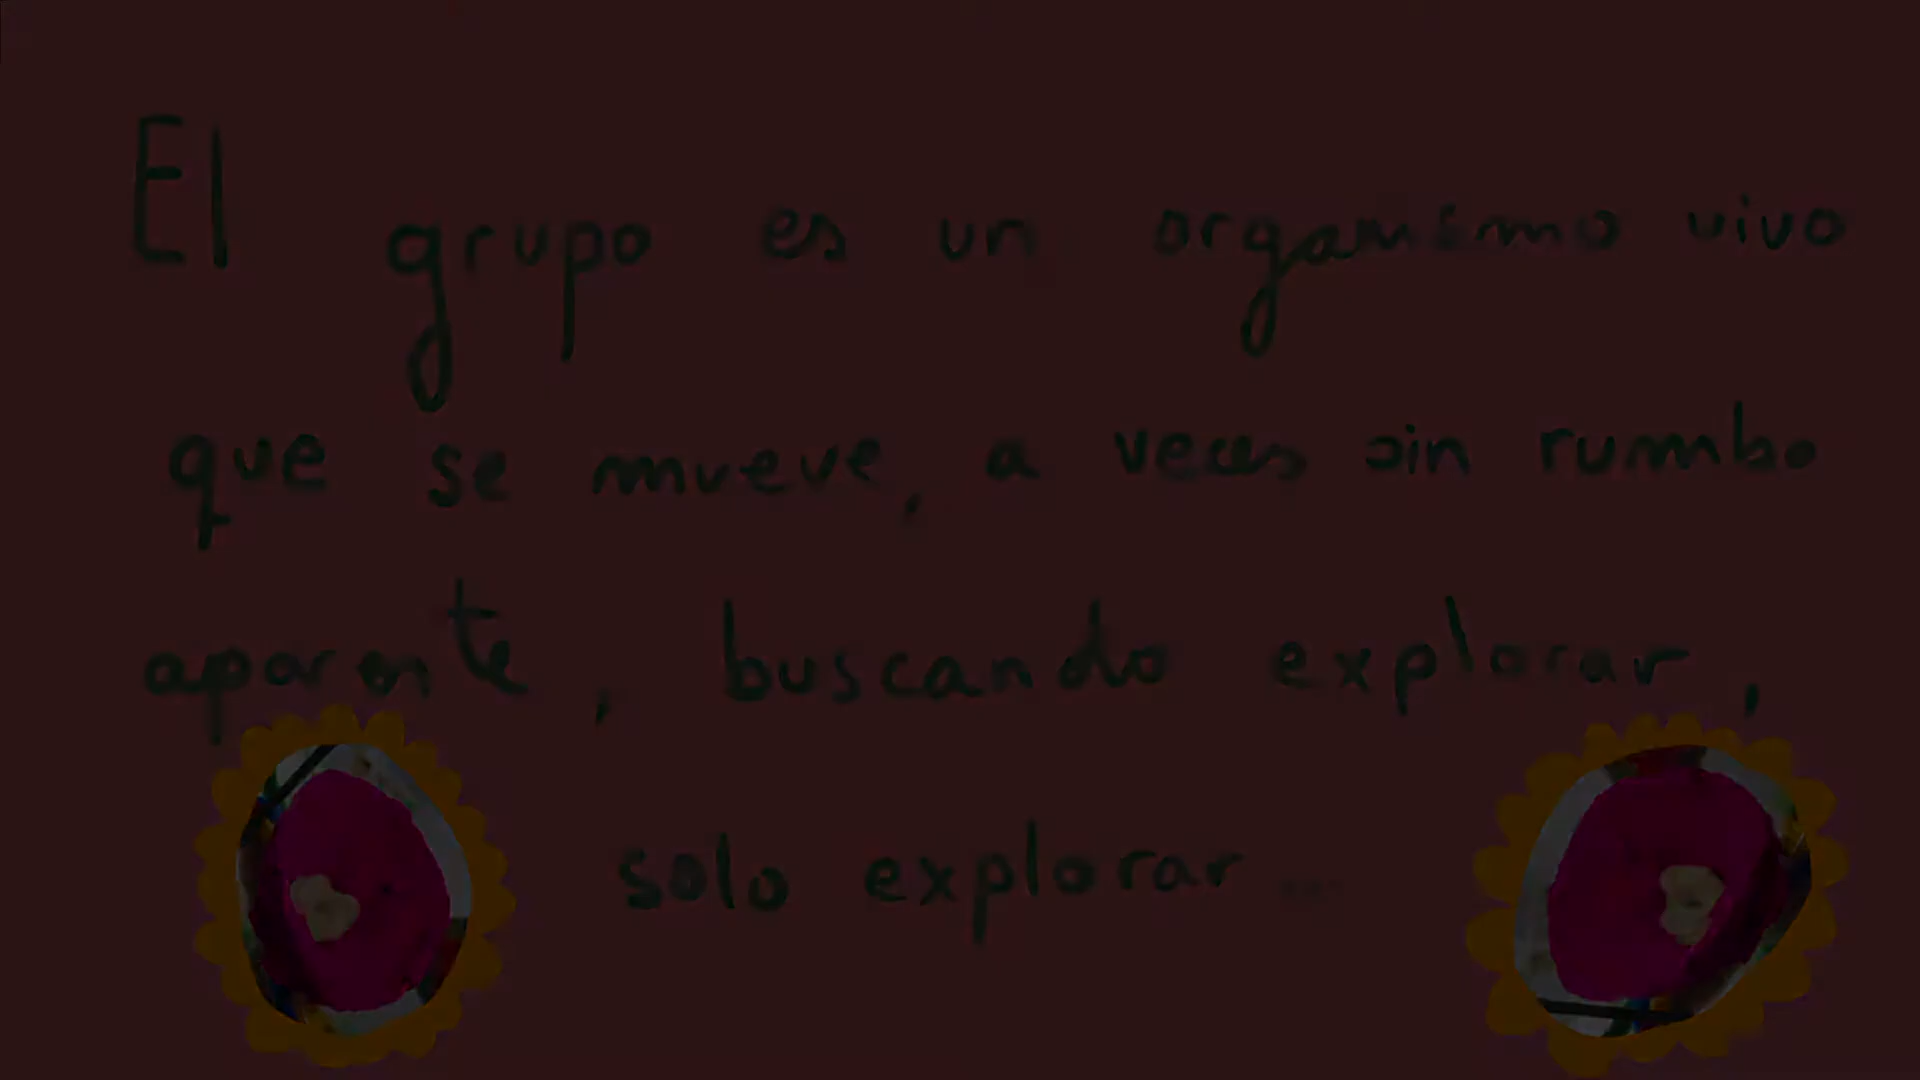 El grupo es un organismo vivo
que se mueve, a veces sin rumbo
aparente, buscando explorar,
solo explorar...